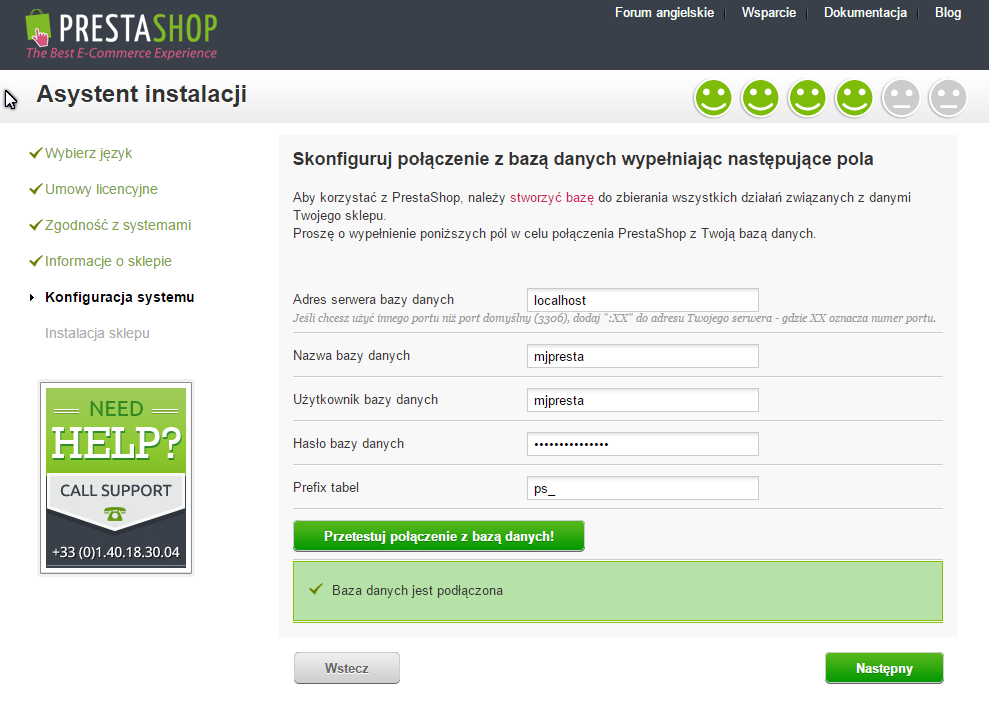 PRESTASHOP
The Best E-Commerce Experience
Forum angielskie
Wsparcie
Dokumentacja
Blog
Asystent instalacji
Wybierz język
Umowy licencyjne
Zgodność z systemami
Informacje o sklepie
Konfiguracja systemu
Instalacja sklepu
NEED
HELP?
CALL SUPPORT
+33 (0)1.40.18.30.04
Skonfiguruj połączenie z bazą danych wypełniając następujące pola
Aby korzystać z PrestaShop, należy stworzyć bazę do zbierania wszystkich działań związanych z danymi
Twojego sklepu.
Proszę o wypełnienie poniższych pól w celu połączenia PrestaShop z Twoją bazą danych.
Adres serwera bazy danych
localhost
Jeśli chcesz użyć innego portu niż port domyślny (3306), dodaj ":XX" do adresu Twojego serwera - gdzie XX oznacza numer portu.
Nazwa bazy danych
mjpresta
Użytkownik bazy danych
mjpresta
Hasło bazy danych
•••••••••••••••
Prefix tabel
ps_
Przetestuj połączenie z bazą danych!
Baza danych jest podłączona
Wstecz
Następny